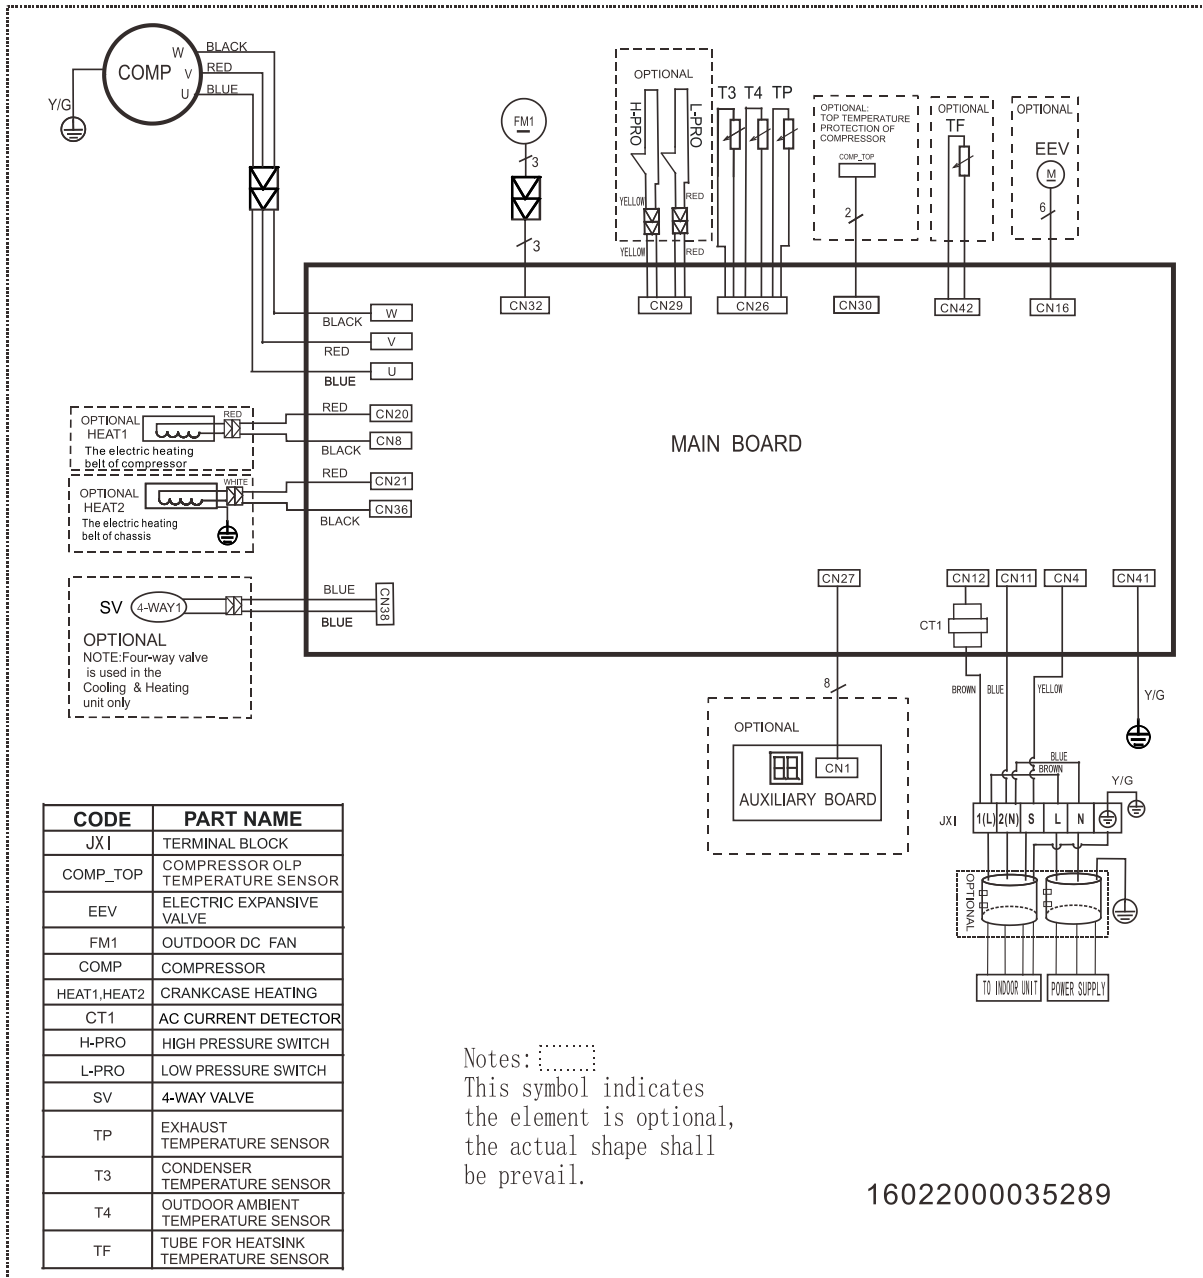 COMP
W
V
U
BLACK
RED
BLUE
Y/G
FM1
3
3
OPTIONAL
H-PRO
L-PRO
YELLOW
RED
YELLOW
RED
T3 T4 TP
OPTIONAL:
TOP TEMPERATURE
PROTECTION OF
COMPRESSOR
COMP_TOP
2
OPTIONAL
TF
OPTIONAL
EEV
M
6
CN32
CN29
CN26
CN30
CN42
CN16
BLACK
W
RED
V
BLUE
U
RED
CN20
BLACK
CN8
RED
CN21
BLACK
CN36
OPTIONAL
HEAT1
RED
The electric heating
belt of compressor
OPTIONAL
HEAT2
WHITE
The electric heating
belt of chassis
MAIN BOARD
SV
4-WAY1
BLUE
BLUE
CN38
OPTIONAL
NOTE:Four-way valve
is used in the
Cooling & Heating
unit only
CN27
CN12
CN11
CN4
CN41
CT1
8
BROWN
BLUE
YELLOW
Y/G
OPTIONAL
CN1
AUXILIARY BOARD
BLUE
BROWN
Y/G
JX I
1(L)
2(N)
S
L
N
OPTIONAL
TO INDOOR UNIT
POWER SUPPLY
CODE PART NAME
JX I TERMINAL BLOCK
COMP_TOP COMPRESSOR OLP
TEMPERATURE SENSOR
EEV ELECTRIC EXPANSIVE
VALVE
FM1 OUTDOOR DC FAN
COMP COMPRESSOR
HEAT1,HEAT2 CRANKCASE HEATING
CT1 AC CURRENT DETECTOR
H-PRO HIGH PRESSURE SWITCH
L-PRO LOW PRESSURE SWITCH
SV 4-WAY VALVE
TP EXHAUST
TEMPERATURE SENSOR
T3 CONDENSER
TEMPERATURE SENSOR
T4 OUTDOOR AMBIENT
TEMPERATURE SENSOR
TF TUBE FOR HEATSINK
TEMPERATURE SENSOR
Notes:
This symbol indicates
the element is optional,
the actual shape shall
be prevail.
16022000035289